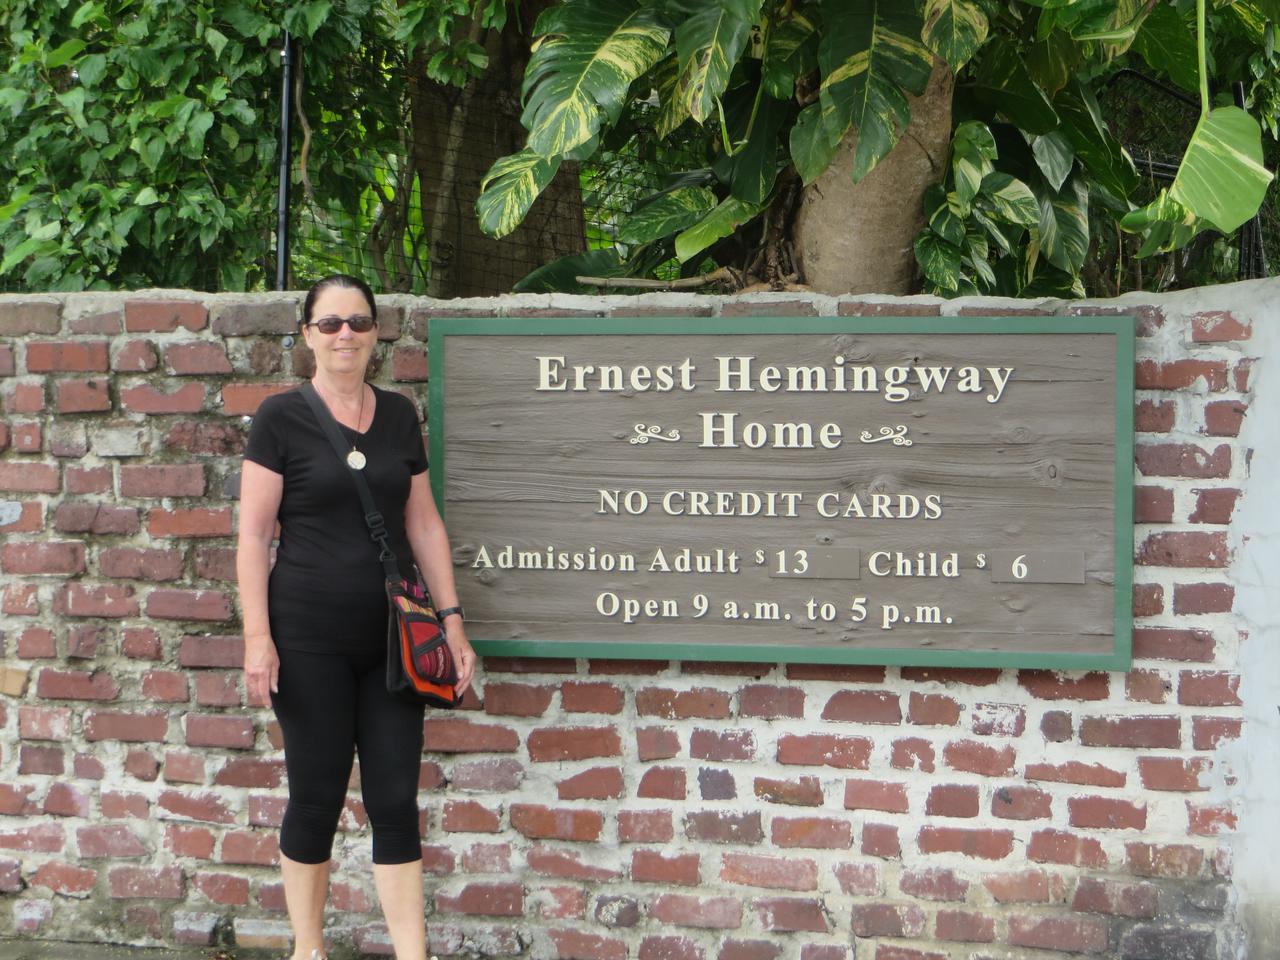 Ernest Hemingway
Home
NO CREDIT CARDS
Admission Adult $13 Child $6
Open 9 a.m. to 5 p.m.